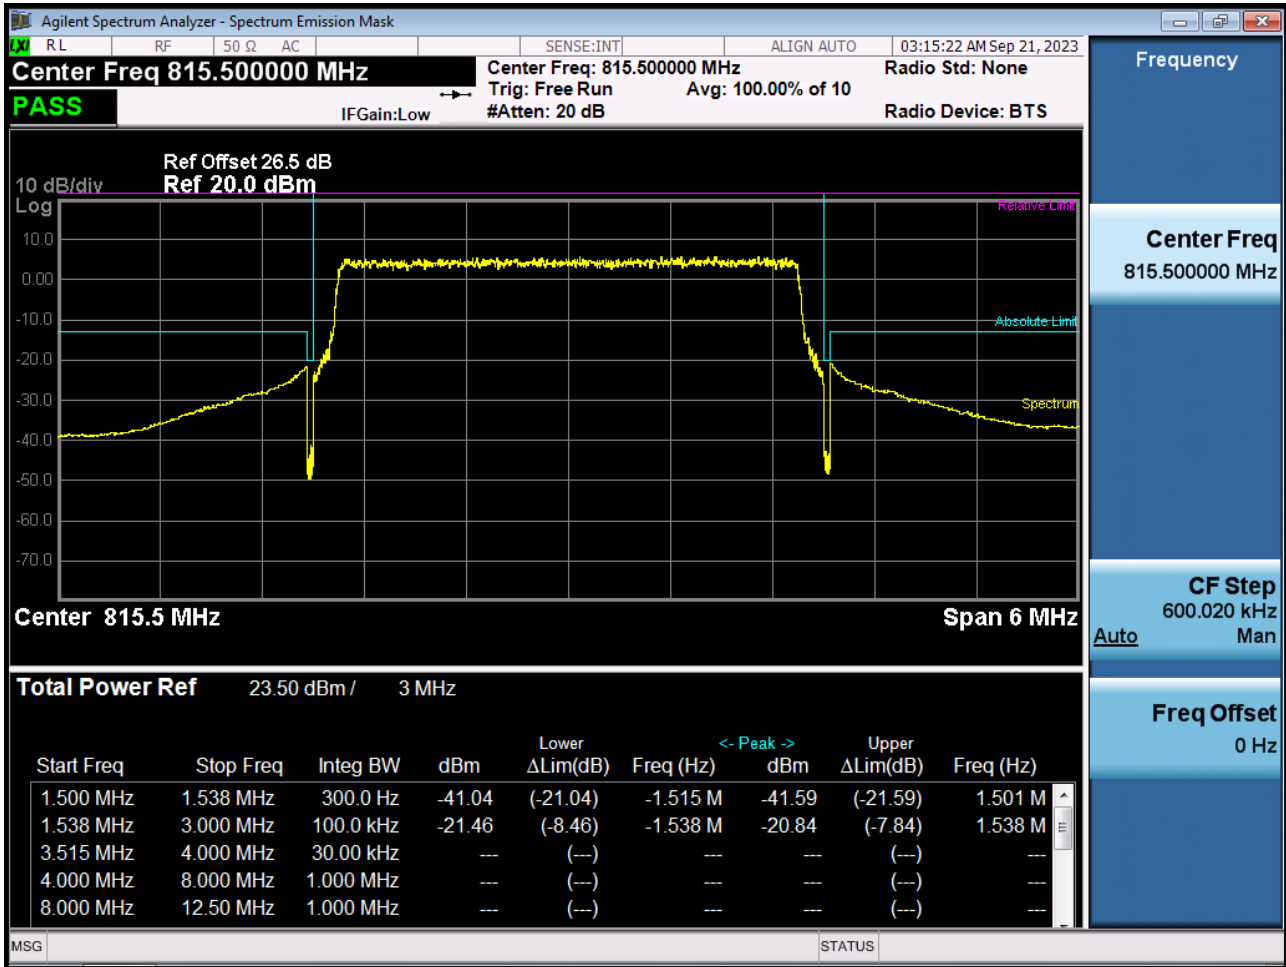 Agilent Spectrum Analyzer - Spectrum Emission Mask
LXI RL RF 50 Ω AC SENSE:INT ALIGN AUTO 03:15:22 AM Sep 21, 2023
Center Freq 815.500000 MHz
Center Freq: 815.500000 MHz Radio Std: None
Trig: Free Run Avg: 100.00% of 10
PASS IFGain:Low #Atten: 20 dB Radio Device: BTS
Ref Offset 26.5 dB
10 dB/div Ref 20.0 dBm
Log
Relative Limit
10.0
0.00
-10.0
Absolute Limit
-20.0
-30.0
Spectrum
-40.0
-50.0
-60.0
-70.0
Center 815.5 MHz Span 6 MHz
Total Power Ref 23.50 dBm / 3 MHz
Lower <- Peak -> Upper
Start Freq Stop Freq Integ BW dBm ΔLim(dB) Freq (Hz) dBm ΔLim(dB) Freq (Hz)
1.500 MHz 1.538 MHz 300.0 Hz -41.04 (-21.04) -1.515 M -41.59 (-21.59) 1.501 M
1.538 MHz 3.000 MHz 100.0 kHz -21.46 (-8.46) -1.538 M -20.84 (-7.84) 1.538 M
3.515 MHz 4.000 MHz 30.00 kHz --- (---) --- --- (---) ---
4.000 MHz 8.000 MHz 1.000 MHz --- (---) --- --- (---) ---
8.000 MHz 12.50 MHz 1.000 MHz --- (---) --- --- (---) ---
MSG STATUS
Frequency
Center Freq
815.500000 MHz
CF Step
600.020 kHz
Auto Man
Freq Offset
0 Hz